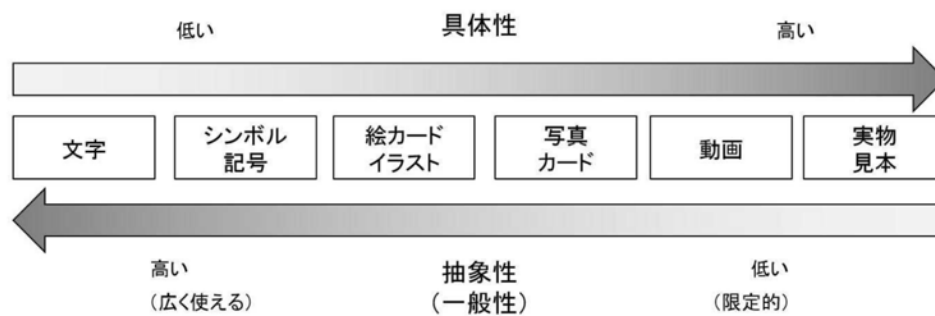 低い 具体性 高い
文字
シンボル
記号
絵カード
イラスト
写真
カード
動画
実物
見本
高い
(広く使える)
抽象性
(一般性)
低い
(限定的)